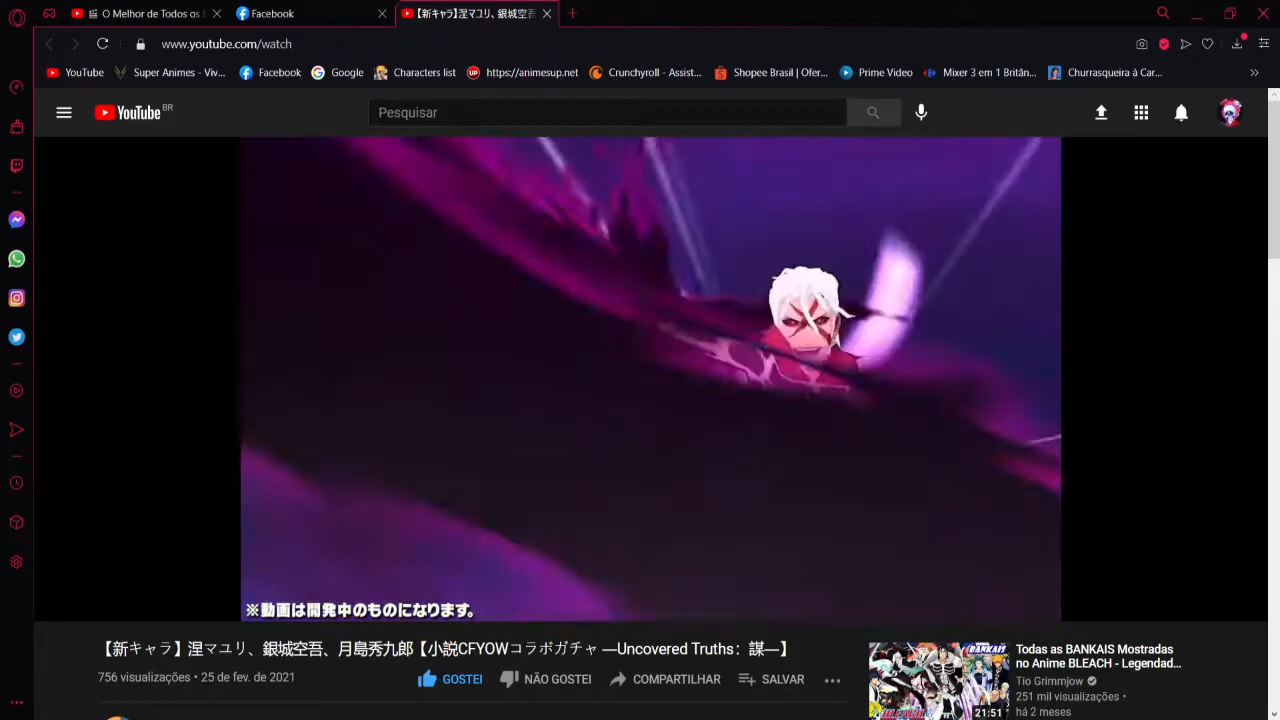 🎬 O Melhor de Todos os
Facebook
【新キャラ】涅マユリ、銀城空吾
www.youtube.com/watch
YouTube
Super Animes - Viv...
Facebook
Google
Characters list
https://animesup.net
Crunchyroll - Assist...
Shopee Brasil | Ofer...
Prime Video
Mixer 3 em 1 Britân...
Churrasqueira à Car...
YouTube BR
Pesquisar
※動画は開発中のものになります。
【新キャラ】涅マユリ、銀城空吾、月島秀九郎【小説CFYOWコラボガチャ ―Uncovered Truths：謀―】
756 visualizações • 25 de fev. de 2021
GOSTEI
NÃO GOSTEI
COMPARTILHAR
SALVAR
BANKAIS
21:51
Todas as BANKAIS Mostradas
no Anime BLEACH - Legendad...
Tio Grimmjow
251 mil visualizações •
há 2 meses